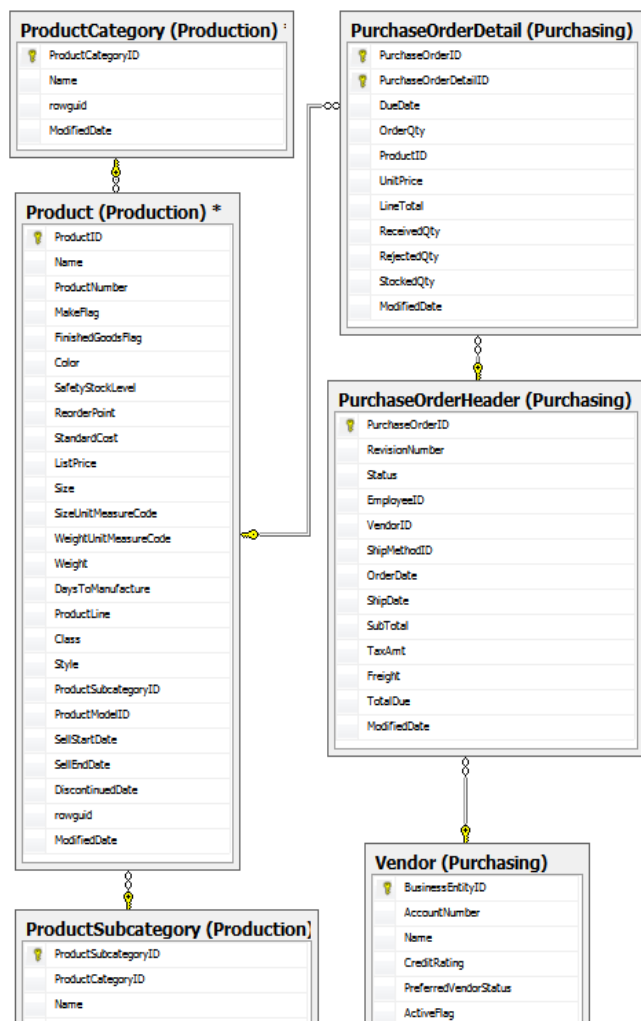 ProductCategory (Production) *
ProductCategoryID
Name
rowguid
ModifiedDate
Product (Production) *
ProductID
Name
ProductNumber
MakeFlag
FinishedGoodsFlag
Color
SafetyStockLevel
ReorderPoint
StandardCost
ListPrice
Size
SizeUnitMeasureCode
WeightUnitMeasureCode
Weight
DaysToManufacture
ProductLine
Class
Style
ProductSubcategoryID
ProductModelID
SellStartDate
SellEndDate
DiscontinuedDate
rowguid
ModifiedDate
ProductSubcategory (Production)
ProductSubcategoryID
ProductCategoryID
Name
PurchaseOrderDetail (Purchasing)
PurchaseOrderID
PurchaseOrderDetailID
DueDate
OrderQty
ProductID
UnitPrice
LineTotal
ReceivedQty
RejectedQty
StockedQty
ModifiedDate
PurchaseOrderHeader (Purchasing)
PurchaseOrderID
RevisionNumber
Status
EmployeeID
VendorID
ShipMethodID
OrderDate
ShipDate
SubTotal
TaxAmt
Freight
TotalDue
ModifiedDate
Vendor (Purchasing)
BusinessEntityID
AccountNumber
Name
CreditRating
PreferredVendorStatus
ActiveFlag